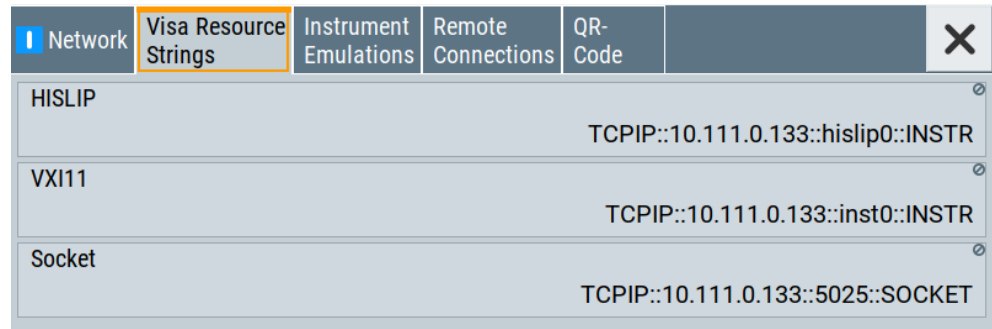 Network
Visa Resource
Strings
Instrument
Emulations
Remote
Connections
QR-
Code
HISLIP
TCPIP::10.111.0.133::hislip0::INSTR
VXI11
TCPIP::10.111.0.133::inst0::INSTR
Socket
TCPIP::10.111.0.133::5025::SOCKET